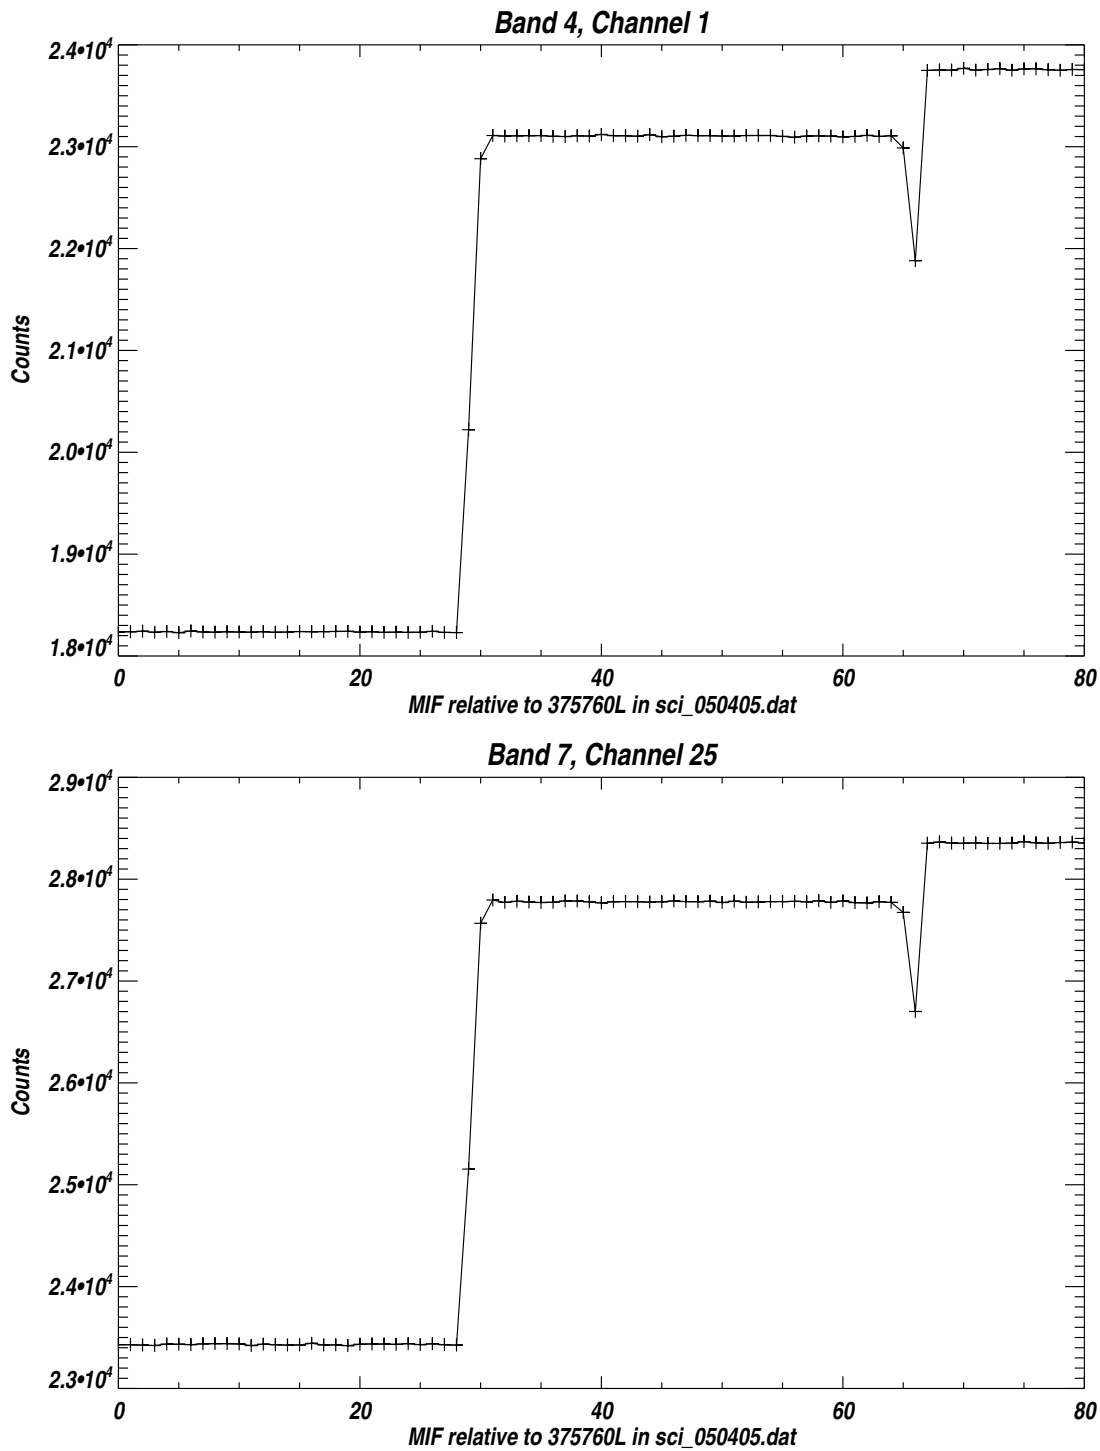 Band 4, Channel 1
2.4•10⁴
2.3•10⁴
2.2•10⁴
2.1•10⁴
2.0•10⁴
1.9•10⁴
1.8•10⁴
Counts
0 20 40 60 80
MIF relative to 375760L in sci_050405.dat
Band 7, Channel 25
2.9•10⁴
2.8•10⁴
2.7•10⁴
2.6•10⁴
2.5•10⁴
2.4•10⁴
2.3•10⁴
Counts
0 20 40 60 80
MIF relative to 375760L in sci_050405.dat